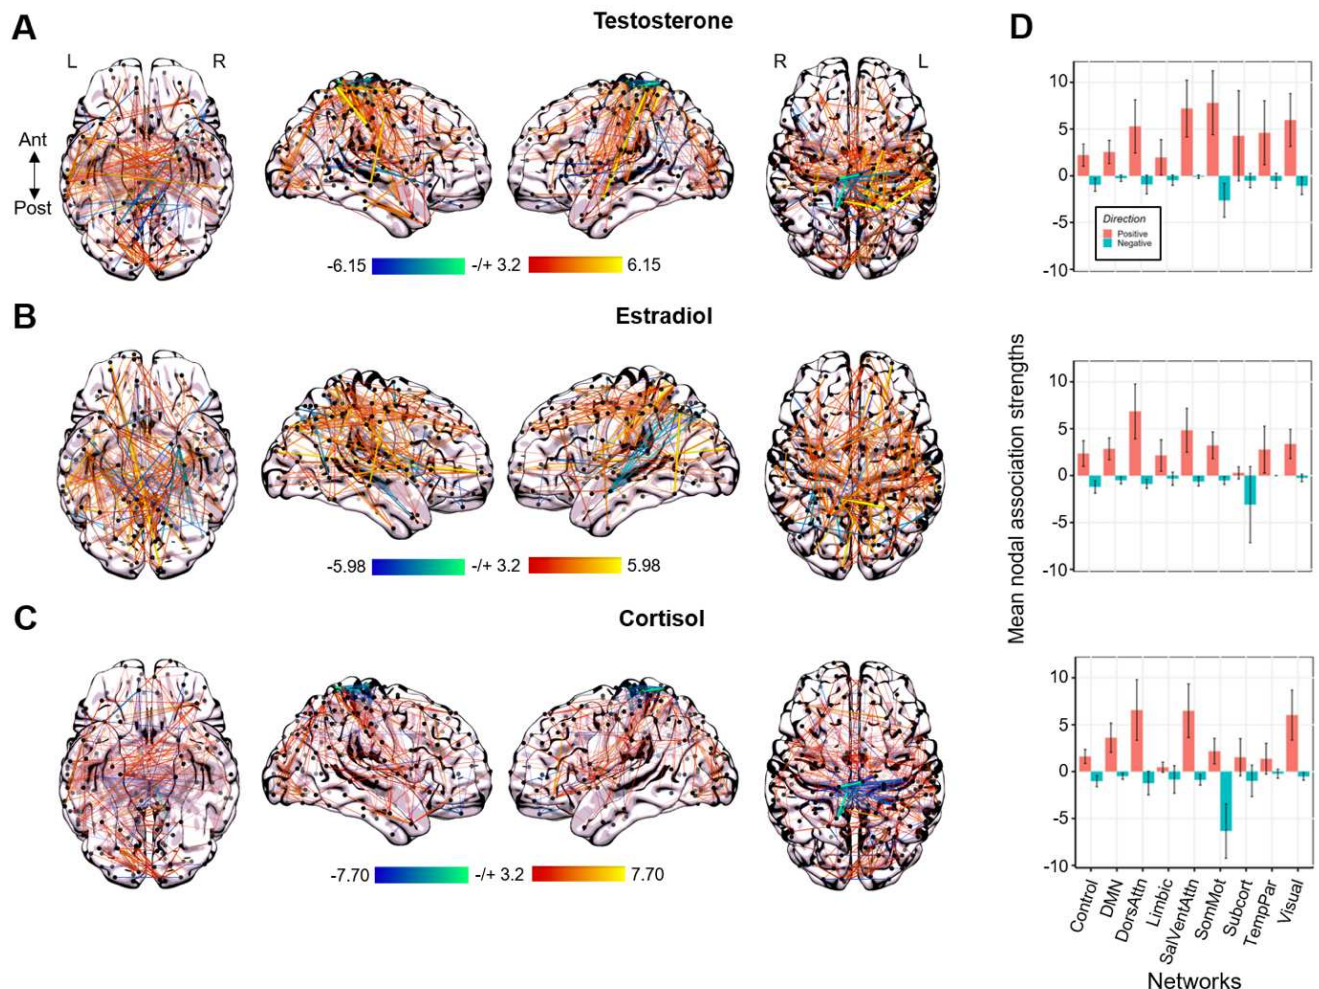 A
Testosterone
D
L
R
R
L
Ant
Post
-6.15
-/+ 3.2
6.15
10
5
0
-5
-10
Direction
Positive
Negative
B
Estradiol
-5.98
-/+ 3.2
5.98
Mean nodal association strengths
10
5
0
-5
-10
C
Cortisol
-7.70
-/+ 3.2
7.70
10
5
0
-5
-10
Control
DMN
DorsAttn
Limbic
SalVentAttn
SomMot
Subcort
TempPar
Visual
Networks